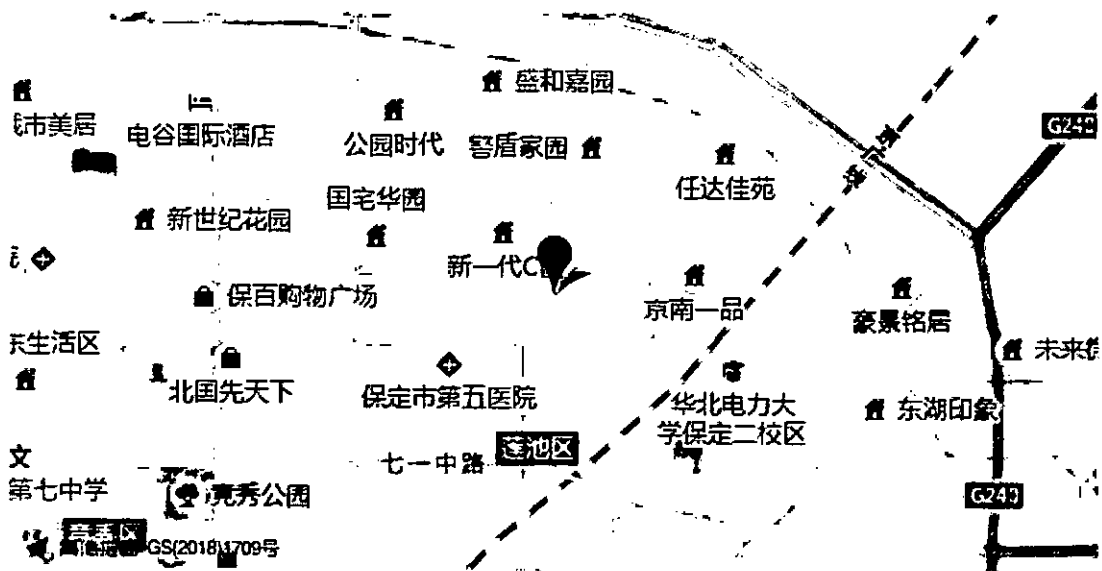 盛和嘉园
市美居
电谷国际酒店
公园时代
警盾家园
G240
任达佳苑
国宅华园
新世纪花园
新一代C
保百购物广场
京南一品
豪景铭居
东生活区
未来
北国先天下
保定市第五医院
华北电力大
学保定二校区
东湖印象
七一中路
莲池区
第七中学
竞秀公园
G240
竞秀区
GS(2018)1709号